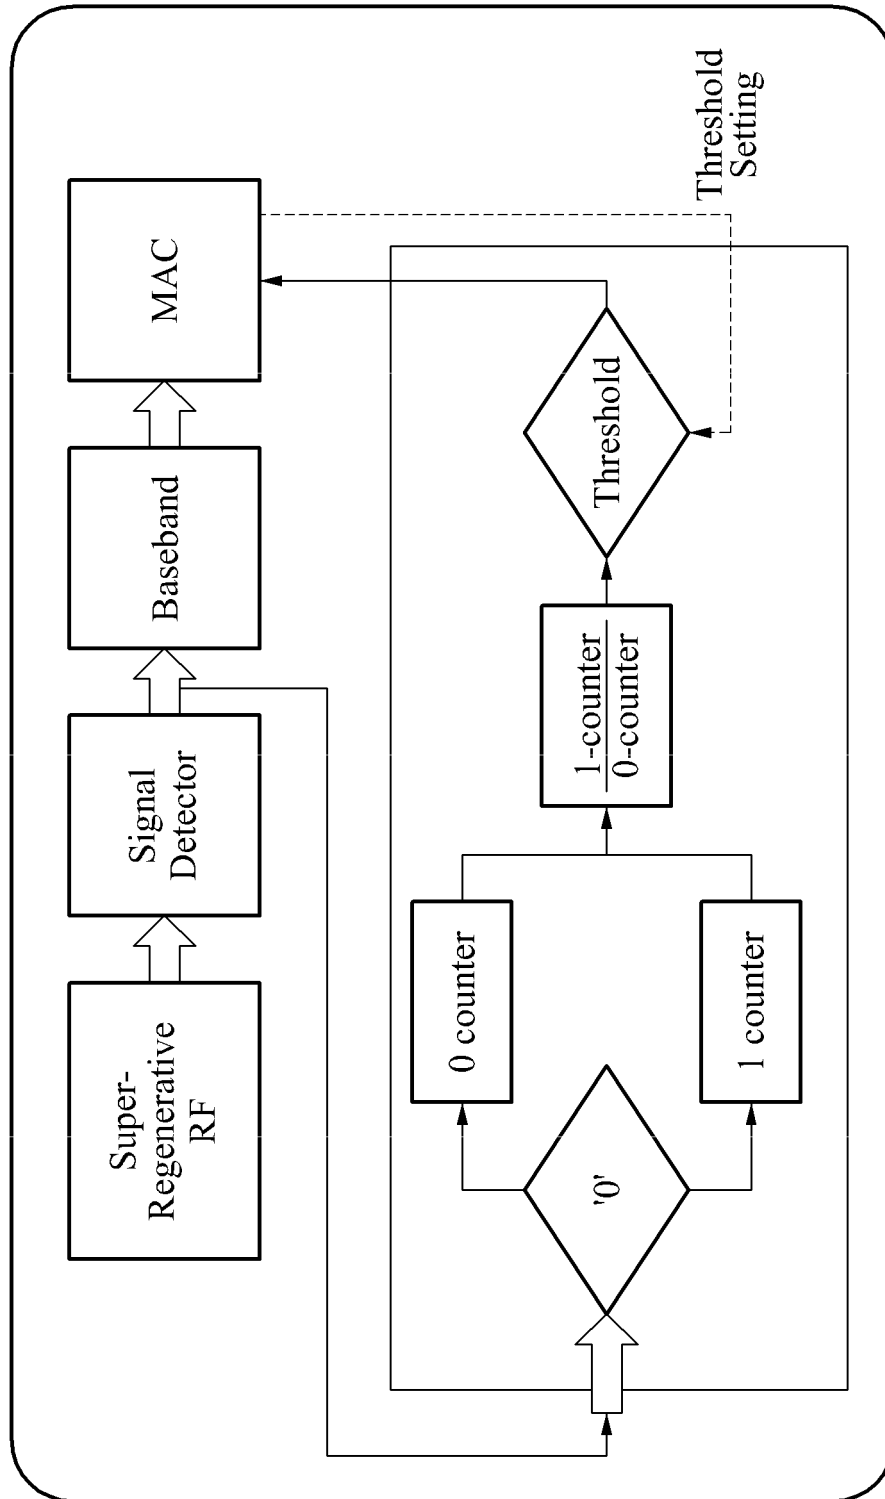 Super-
Regenerative
RF
Signal
Detector
Baseband
MAC
'0'
0 counter
1 counter
1-counter
0-counter
Threshold
Threshold
Setting